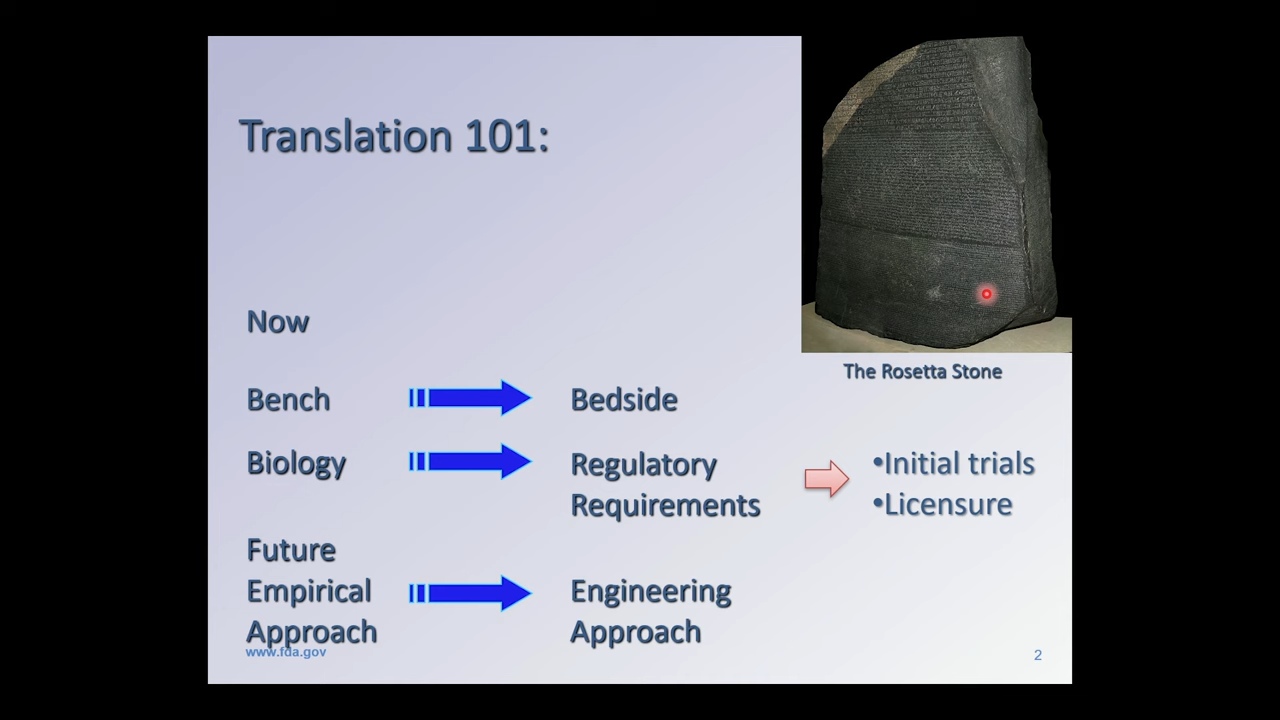 Translation 101:
The Rosetta Stone
Now
Bench
Bedside
Biology
Regulatory
Requirements
•Initial trials
•Licensure
Future
Empirical
Approach
Engineering
Approach
www.fda.gov
2